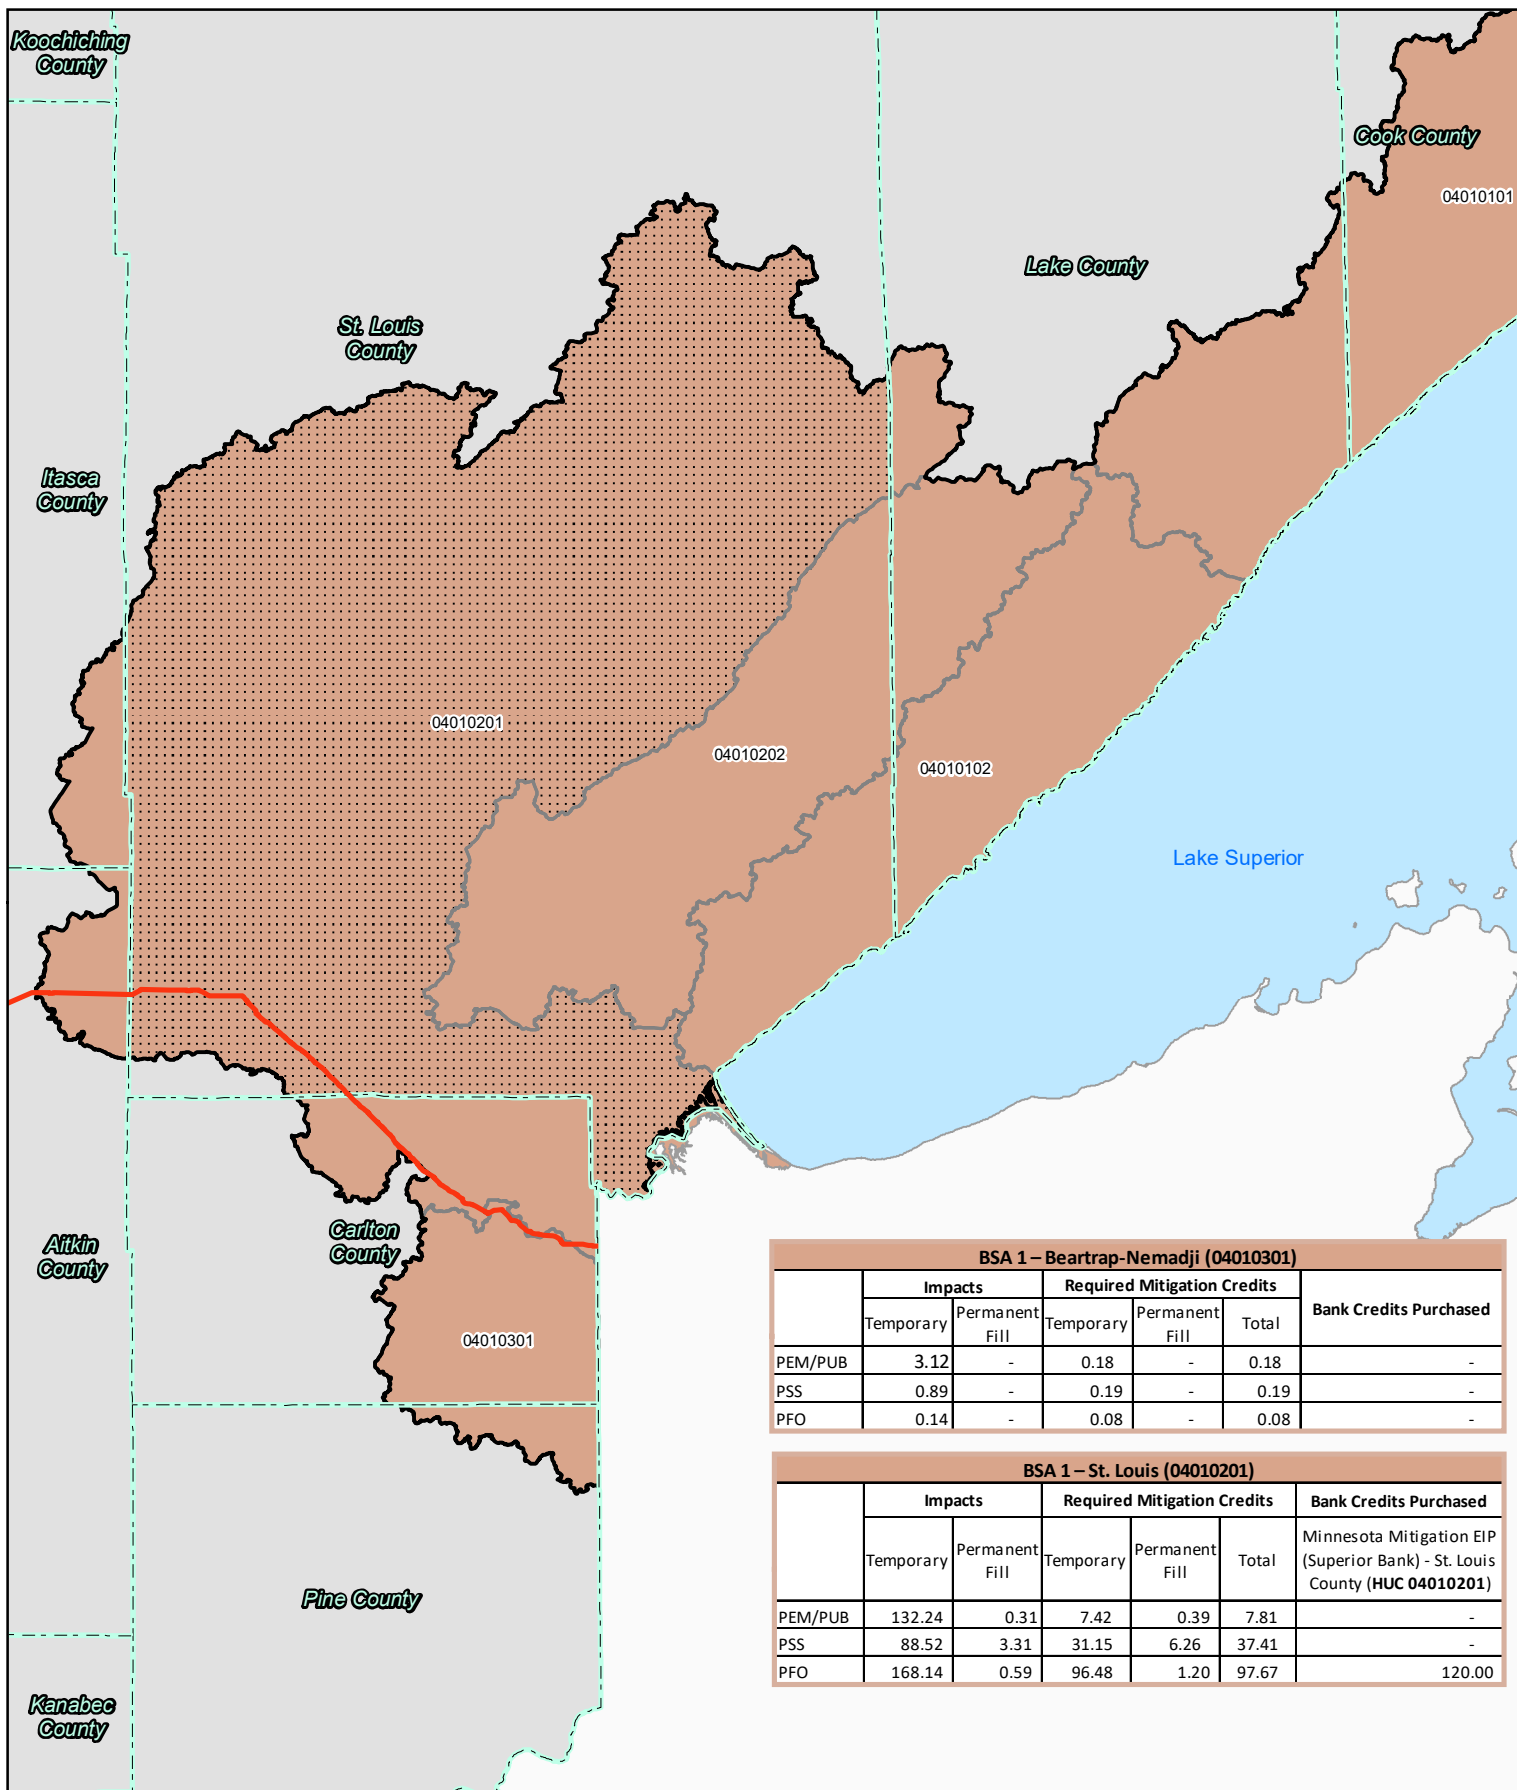 Koochiching
County
Cook County
04010101
Lake County
St. Louis
County
Itasca
County
04010201
04010202
04010102
Lake Superior
Aitkin
County
Carlton
County
04010301
Pine County
Kanabec
County
BSA 1 – Beartrap-Nemadji (04010301)
Impacts Required Mitigation Credits Bank Credits Purchased
Temporary Permanent Fill Temporary Permanent Fill Total
PEM/PUB 3.12 - 0.18 - 0.18 -
PSS 0.89 - 0.19 - 0.19 -
PFO 0.14 - 0.08 - 0.08 -
BSA 1 – St. Louis (04010201)
Impacts Required Mitigation Credits Bank Credits Purchased
Temporary Permanent Fill Temporary Permanent Fill Total Minnesota Mitigation EIP (Superior Bank) - St. Louis County (HUC 04010201)
PEM/PUB 132.24 0.31 7.42 0.39 7.81 -
PSS 88.52 3.31 31.15 6.26 37.41 -
PFO 168.14 0.59 96.48 1.20 97.67 120.00